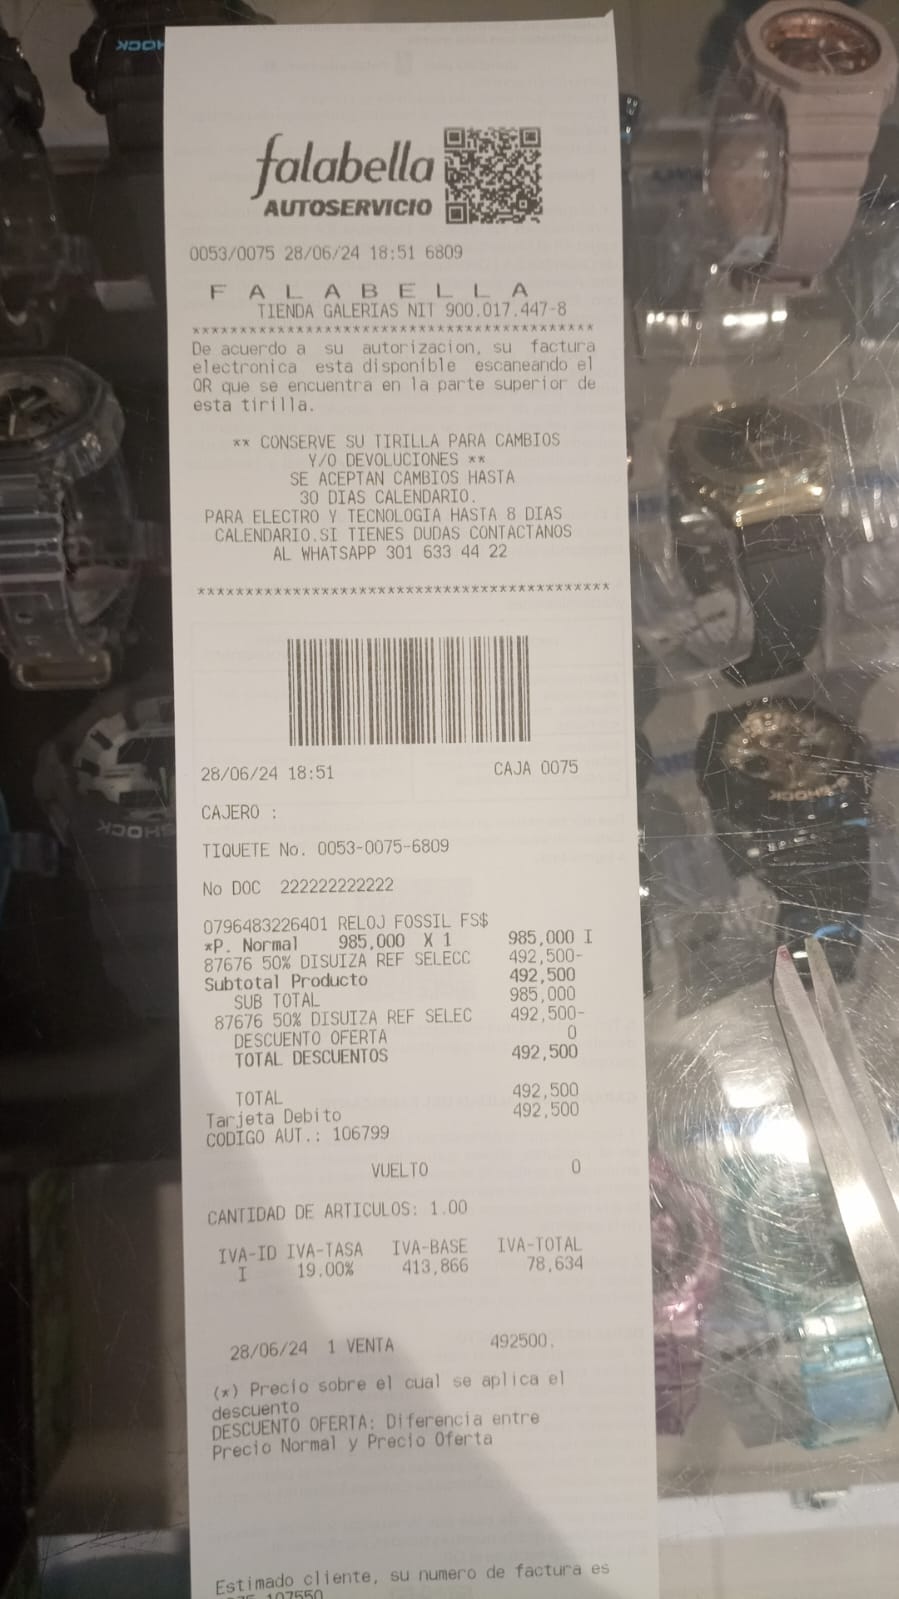 falabella
AUTOSERVICIO
0053/0075 28/06/24 18:51 6809
F A L A B E L L A
TIENDA GALERIAS NIT 900.017.447-8
******************************************
De acuerdo a su autorizacion, su factura
electronica esta disponible escaneando el
QR que se encuentra en la parte superior de
esta tirilla.
** CONSERVE SU TIRILLA PARA CAMBIOS
Y/O DEVOLUCIONES **
SE ACEPTAN CAMBIOS HASTA
30 DIAS CALENDARIO.
PARA ELECTRO Y TECNOLOGIA HASTA 8 DIAS
CALENDARIO.SI TIENES DUDAS CONTACTANOS
AL WHATSAPP 301 633 44 22
******************************************
28/06/24 18:51 CAJA 0075
CAJERO :
TIQUETE No. 0053-0075-6809
No DOC 222222222222
0796483226401 RELOJ FOSSIL FS$
*P. Normal 985,000 X 1 985,000 I
87676 50% DISUIZA REF SELECC 492,500-
Subtotal Producto 492,500
SUB TOTAL 985,000
87676 50% DISUIZA REF SELEC 492,500-
DESCUENTO OFERTA 0
TOTAL DESCUENTOS 492,500
TOTAL 492,500
Tarjeta Debito 492,500
CODIGO AUT.: 106799
VUELTO 0
CANTIDAD DE ARTICULOS: 1.00
IVA-ID IVA-TASA IVA-BASE IVA-TOTAL
I 19.00% 413,866 78,634
28/06/24 1 VENTA 492500.
(*) Precio sobre el cual se aplica el
descuento
DESCUENTO OFERTA: Diferencia entre
Precio Normal y Precio Oferta
Estimado cliente, su numero de factura es